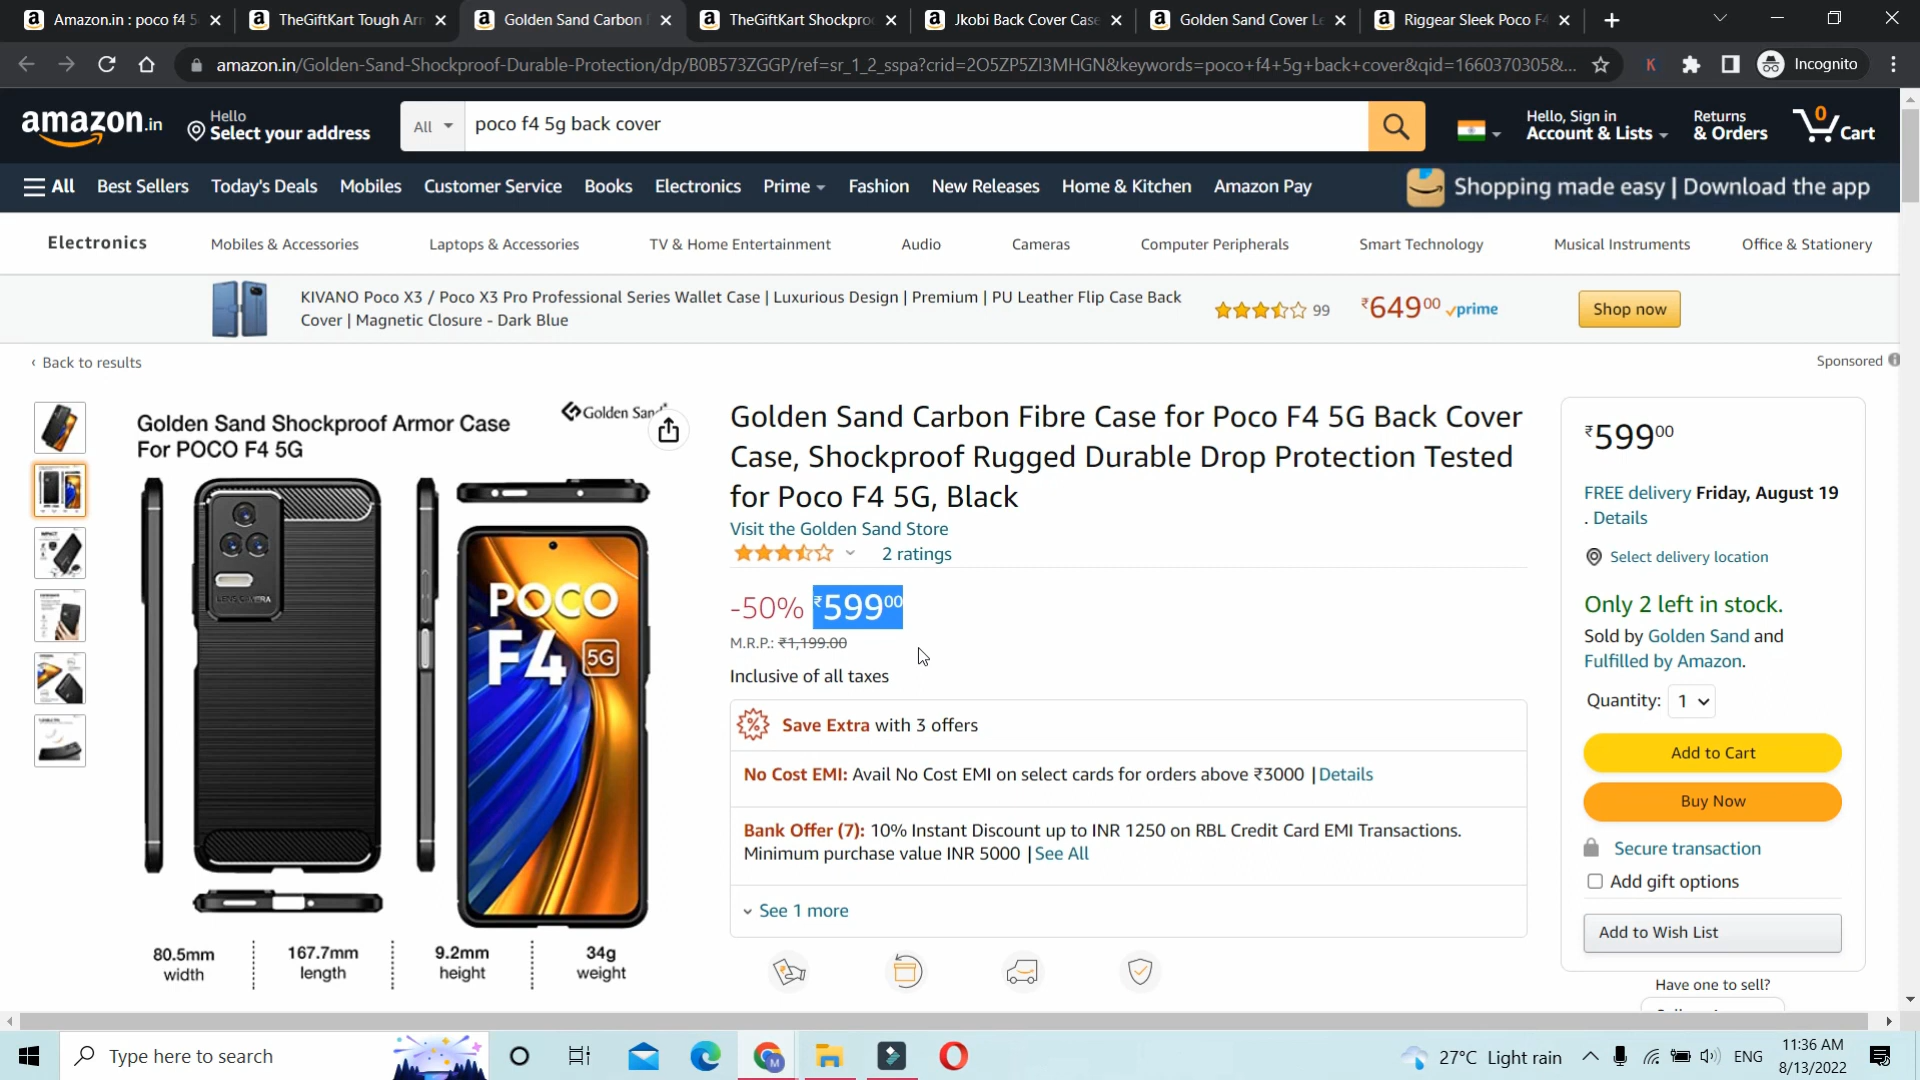 Amazon.in : poco f4 5
TheGiftKart Tough Arm
Golden Sand Carbon F
TheGiftKart Shockproo
Jkobi Back Cover Case
Golden Sand Cover Le
Riggear Sleek Poco F4
amazon.in/Golden-Sand-Shockproof-Durable-Protection/dp/B0B573ZGGP/ref=sr_1_2_sspa?crid=2O5ZP5ZI3MHGN&keywords=poco+f4+5g+back+cover&qid=1660370305&...
K
Incognito
amazon.in
Hello
Select your address
All
poco f4 5g back cover
Hello, Sign in
Account & Lists
Returns
& Orders
0
Cart
All
Best Sellers
Today's Deals
Mobiles
Customer Service
Books
Electronics
Prime
Fashion
New Releases
Home & Kitchen
Amazon Pay
Shopping made easy | Download the app
Electronics
Mobiles & Accessories
Laptops & Accessories
TV & Home Entertainment
Audio
Cameras
Computer Peripherals
Smart Technology
Musical Instruments
Office & Stationery
KIVANO Poco X3 / Poco X3 Pro Professional Series Wallet Case | Luxurious Design | Premium | PU Leather Flip Case Back
Cover | Magnetic Closure - Dark Blue
99
₹64900 prime
Shop now
‹ Back to results
Sponsored
Golden Sand Shockproof Armor Case
For POCO F4 5G
Golden Sand
LENS CAMERA
POCO
F4 5G
80.5mm
width
167.7mm
length
9.2mm
height
34g
weight
Golden Sand Carbon Fibre Case for Poco F4 5G Back Cover
Case, Shockproof Rugged Durable Drop Protection Tested
for Poco F4 5G, Black
Visit the Golden Sand Store
2 ratings
-50% ₹59900
M.R.P.: ₹1,199.00
Inclusive of all taxes
Save Extra with 3 offers
No Cost EMI: Avail No Cost EMI on select cards for orders above ₹3000 | Details
Bank Offer (7): 10% Instant Discount up to INR 1250 on RBL Credit Card EMI Transactions.
Minimum purchase value INR 5000 | See All
See 1 more
₹59900
FREE delivery Friday, August 19
. Details
Select delivery location
Only 2 left in stock.
Sold by Golden Sand and
Fulfilled by Amazon.
Quantity: 1
Add to Cart
Buy Now
Secure transaction
Add gift options
Add to Wish List
Have one to sell?
Type here to search
M
27°C Light rain
ENG
11:36 AM
8/13/2022